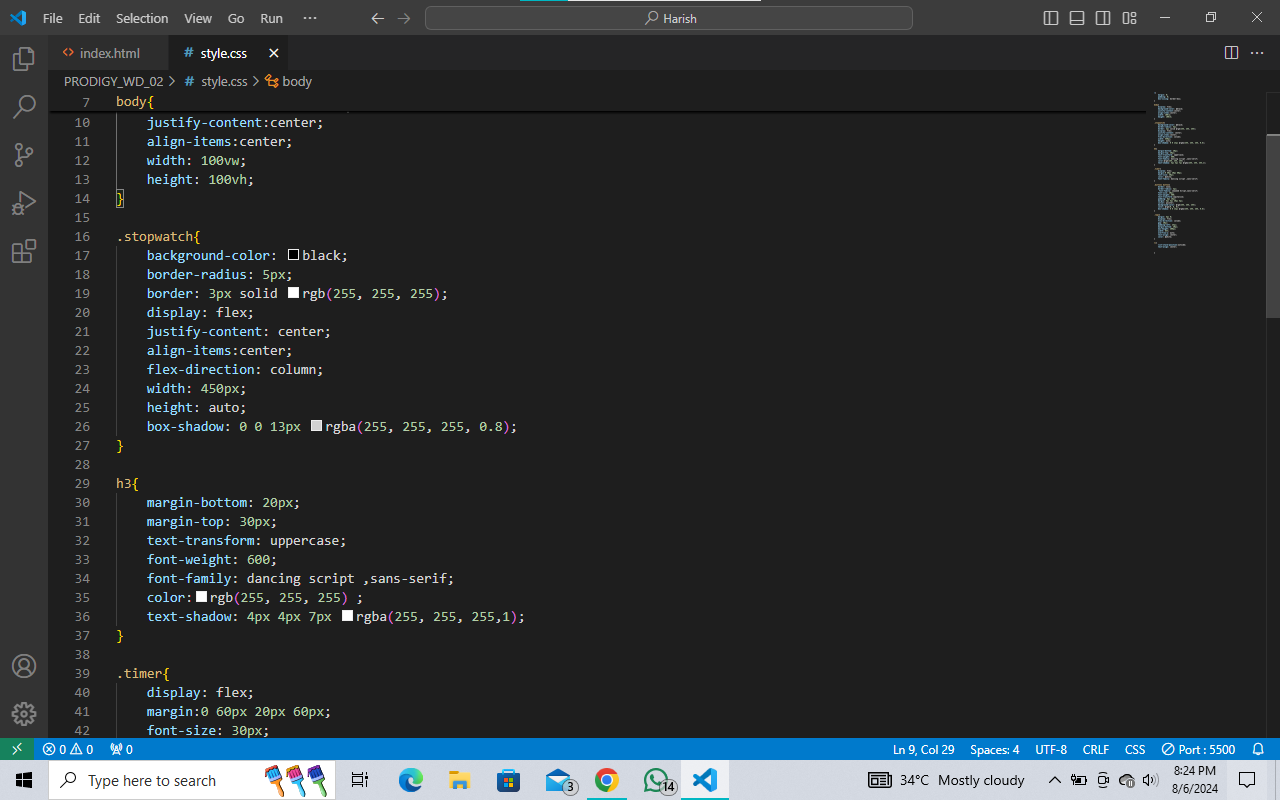 File Edit Selection View Go Run ··· Harish
index.html # style.css
PRODIGY_WD_02 > # style.css > body
7 body{
10 justify-content:center;
11 align-items:center;
12 width: 100vw;
13 height: 100vh;
14 }
15
16 .stopwatch{
17 background-color: black;
18 border-radius: 5px;
19 border: 3px solid rgb(255, 255, 255);
20 display: flex;
21 justify-content: center;
22 align-items:center;
23 flex-direction: column;
24 width: 450px;
25 height: auto;
26 box-shadow: 0 0 13px rgba(255, 255, 255, 0.8);
27 }
28
29 h3{
30 margin-bottom: 20px;
31 margin-top: 30px;
32 text-transform: uppercase;
33 font-weight: 600;
34 font-family: dancing script ,sans-serif;
35 color:rgb(255, 255, 255) ;
36 text-shadow: 4px 4px 7px rgba(255, 255, 255,1);
37 }
38
39 .timer{
40 display: flex;
41 margin:0 60px 20px 60px;
42 font-size: 30px;
0 0 0 Ln 9, Col 29 Spaces: 4 UTF-8 CRLF CSS Port : 5500
Type here to search 3 14 34°C Mostly cloudy 8:24 PM
8/6/2024